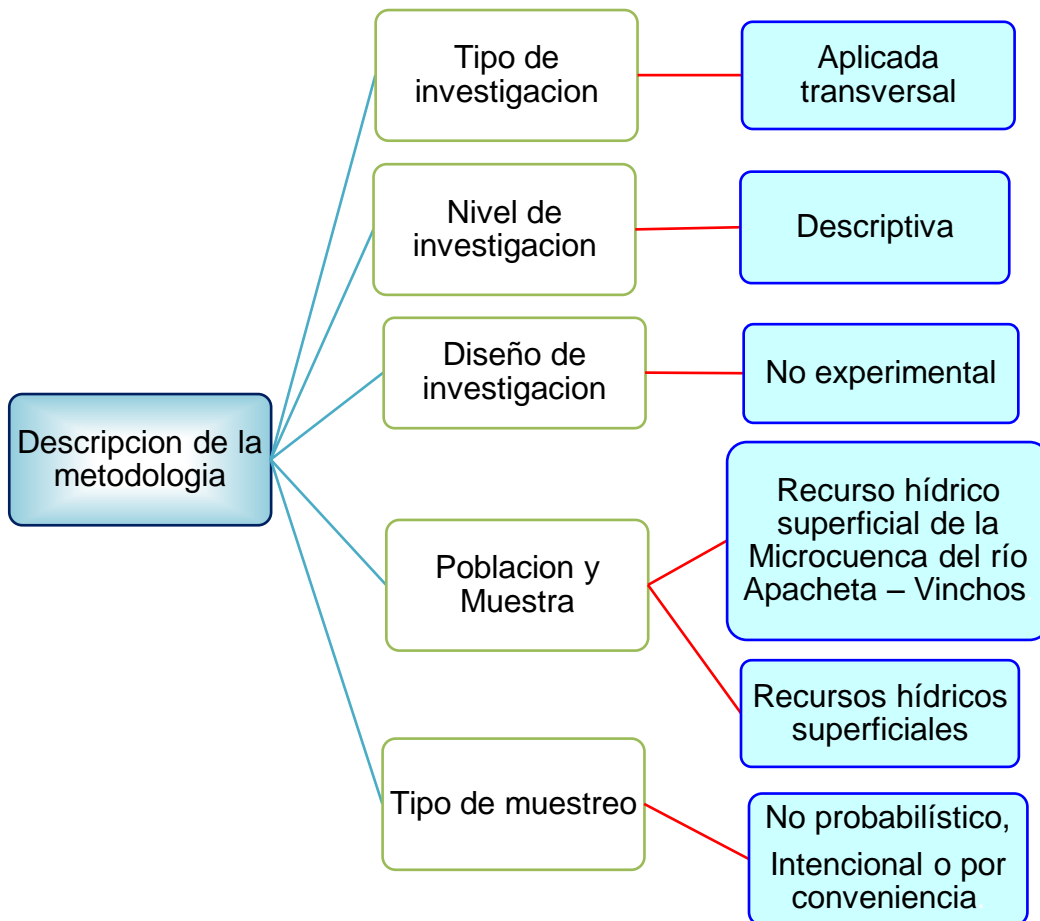 Descripcion de la
metodologia
Tipo de
investigacion
Aplicada
transversal
Nivel de
investigacion
Descriptiva
Diseño de
investigacion
No experimental
Poblacion y
Muestra
Recurso hídrico
superficial de la
Microcuenca del río
Apacheta – Vinchos
Recursos hídricos
superficiales
Tipo de muestreo
No probabilístico,
Intencional o por
conveniencia